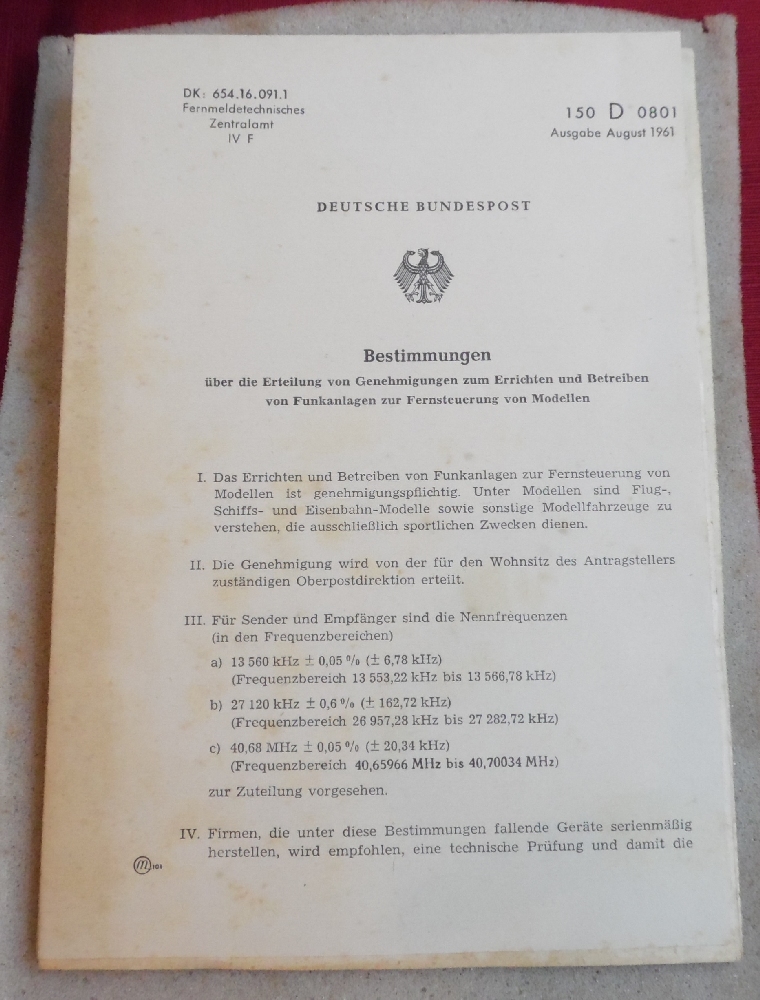 DK: 654.16.091.1
Fernmeldetechnisches
Zentralamt
IV F
150 D 0801
Ausgabe August 1961
DEUTSCHE BUNDESPOST
Bestimmungen
über die Erteilung von Genehmigungen zum Errichten und Betreiben
von Funkanlagen zur Fernsteuerung von Modellen
I. Das Errichten und Betreiben von Funkanlagen zur Fernsteuerung von
Modellen ist genehmigungspflichtig. Unter Modellen sind Flug-,
Schiffs- und Eisenbahn-Modelle sowie sonstige Modellfahrzeuge zu
verstehen, die ausschließlich sportlichen Zwecken dienen.
II. Die Genehmigung wird von der für den Wohnsitz des Antragstellers
zuständigen Oberpostdirektion erteilt.
III. Für Sender und Empfänger sind die Nennfrequenzen
(in den Frequenzbereichen)
a) 13 560 kHz ± 0,05 % (± 6,78 kHz)
(Frequenzbereich 13 553,22 kHz bis 13 566,78 kHz)
b) 27 120 kHz ± 0,6 % (± 162,72 kHz)
(Frequenzbereich 26 957,28 kHz bis 27 282,72 kHz)
c) 40,68 MHz ± 0,05 % (± 20,34 kHz)
(Frequenzbereich 40,65966 MHz bis 40,70034 MHz)
zur Zuteilung vorgesehen.
IV. Firmen, die unter diese Bestimmungen fallende Geräte serienmäßig
herstellen, wird empfohlen, eine technische Prüfung und damit die
m 101